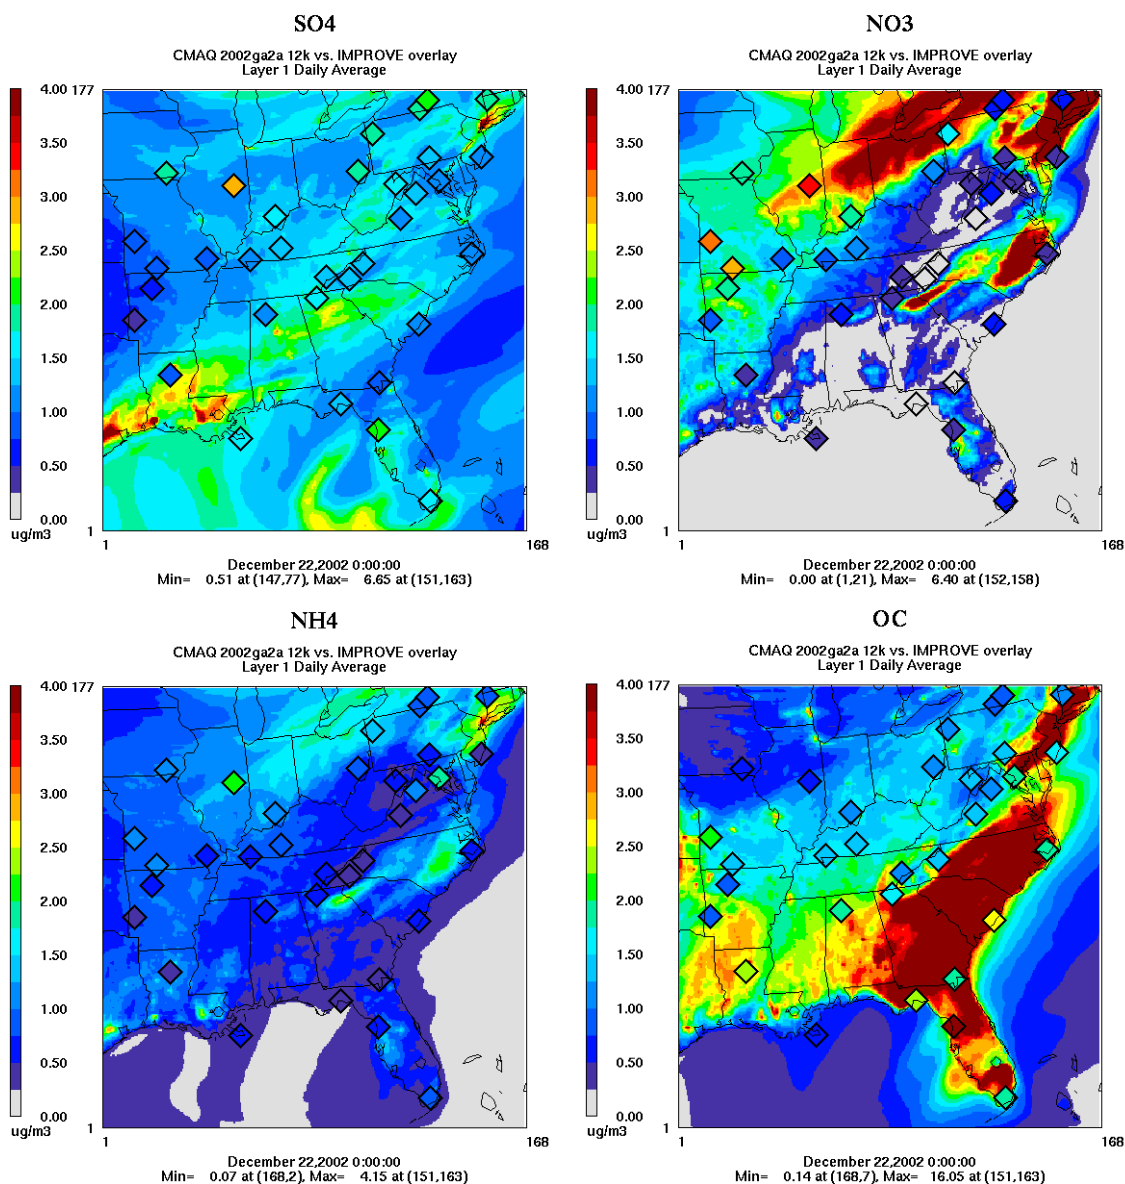 SO4
CMAQ 2002ga2a 12k vs. IMPROVE overlay
Layer 1 Daily Average
4.00 177
3.50
3.00
2.50
2.00
1.50
1.00
0.50
0.00
ug/m3
1
1
168
December 22,2002 0:00:00
Min= 0.51 at (147,77), Max= 6.65 at (151,163)
NO3
CMAQ 2002ga2a 12k vs. IMPROVE overlay
Layer 1 Daily Average
4.00 177
3.50
3.00
2.50
2.00
1.50
1.00
0.50
0.00
ug/m3
1
1
168
December 22,2002 0:00:00
Min= 0.00 at (1,21), Max= 6.40 at (152,158)
NH4
CMAQ 2002ga2a 12k vs. IMPROVE overlay
Layer 1 Daily Average
4.00 177
3.50
3.00
2.50
2.00
1.50
1.00
0.50
0.00
ug/m3
1
1
168
December 22,2002 0:00:00
Min= 0.07 at (168,2), Max= 4.15 at (151,163)
OC
CMAQ 2002ga2a 12k vs. IMPROVE overlay
Layer 1 Daily Average
4.00 177
3.50
3.00
2.50
2.00
1.50
1.00
0.50
0.00
ug/m3
1
1
168
December 22,2002 0:00:00
Min= 0.14 at (168,7), Max= 16.05 at (151,163)